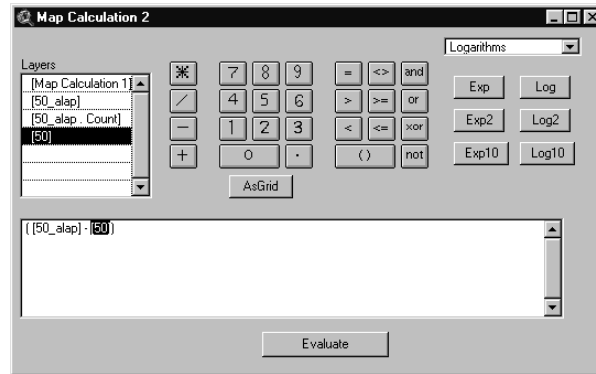 Map Calculation 2
Logarithms
Layers
[Map Calculation 1]
[50_alap]
[50_alap . Count]
[50]
* 7 8 9 = <> and
/ 4 5 6 > >= or
- 1 2 3 < <= xor
+ 0 . ( ) not
AsGrid
Exp Log
Exp2 Log2
Exp10 Log10
( [50_alap] - [50])
Evaluate